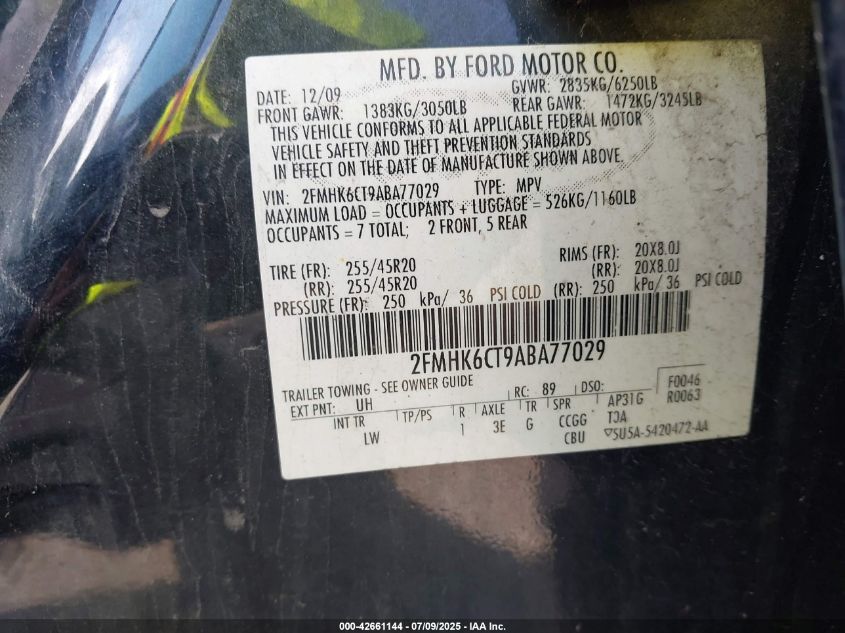 MFD. BY FORD MOTOR CO.
DATE: 12/09 GVWR: 2835KG/6250LB
FRONT GAWR: 1383KG/3050LB REAR GAWR: 1472KG/3245LB
THIS VEHICLE CONFORMS TO ALL APPLICABLE FEDERAL MOTOR
VEHICLE SAFETY AND THEFT PREVENTION STANDARDS
IN EFFECT ON THE DATE OF MANUFACTURE SHOWN ABOVE.
VIN: 2FMHK6CT9ABA77029 TYPE: MPV
MAXIMUM LOAD = OCCUPANTS + LUGGAGE = 526KG/1160LB
OCCUPANTS = 7 TOTAL; 2 FRONT, 5 REAR
TIRE (FR): 255/45R20 RIMS (FR): 20X8.0J
(RR): 255/45R20 (RR): 20X8.0J
PRESSURE (FR): 250 kPa/ 36 PSI COLD (RR): 250 kPa/ 36 PSI COLD
2FMHK6CT9ABA77029
TRAILER TOWING - SEE OWNER GUIDE
EXT PNT: UH RC: 89 DSO: F0046
INT TR TP/PS R AXLE TR SPR AP31G R0063
LW 1 3E G CCGG TJA
CBU ▽5U5A-5420472-AA
000-42661144 / 07/09/2025 - IAA Inc.